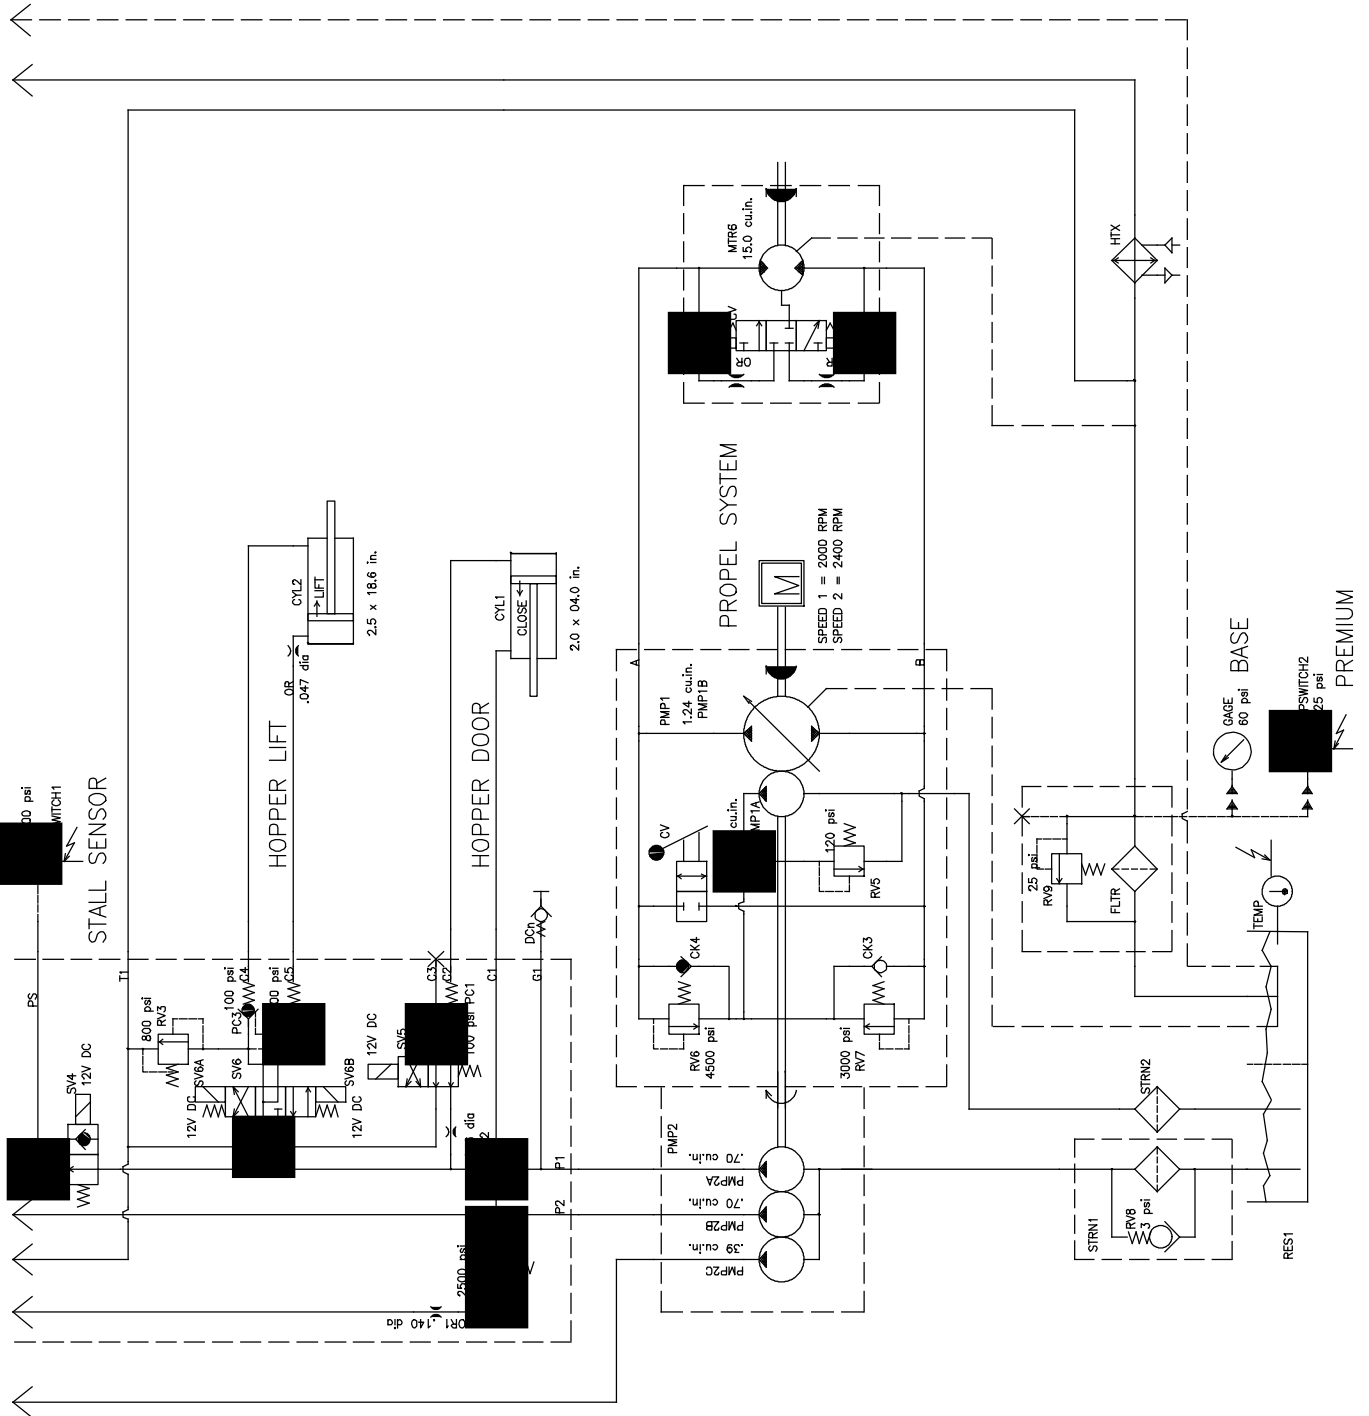 MTR6
15.0 cu.in.
HTX
OR
PROPEL SYSTEM
SPEED 1 = 2000 RPM
SPEED 2 = 2400 RPM
M
CYL2
LIFT
2.5 x 18.6 in.
OR
.047 dia
HOPPER LIFT
CYL1
CLOSE
2.0 x 04.0 in.
HOPPER DOOR
STALL SENSOR
A
B
PMP1
1.24 cu.in.
PMP1B
cu.in.
CV
120 psi
RV5
CK4
CK3
RV6
4500 psi
3000 psi
RV7
GAGE
60 psi
BASE
PSWITCH2
25 psi
PREMIUM
25 psi
RV9
FLTR
TEMP
DCn
PS
T1
C4
C5
C3
C2
C1
G1
800 psi
RV3
100 psi
PC3
SV4
12V DC
SV6A
SV6
SV6B
12V DC
12V DC
12V DC
SV5
PC1
dia
P1
P2
2500 psi
OR1
.140 dia
PMP2
.70 cu.in.
PMP2A
.70 cu.in.
PMP2B
.39 cu.in.
PMP2C
STRN2
STRN1
RV8
3 psi
RES1